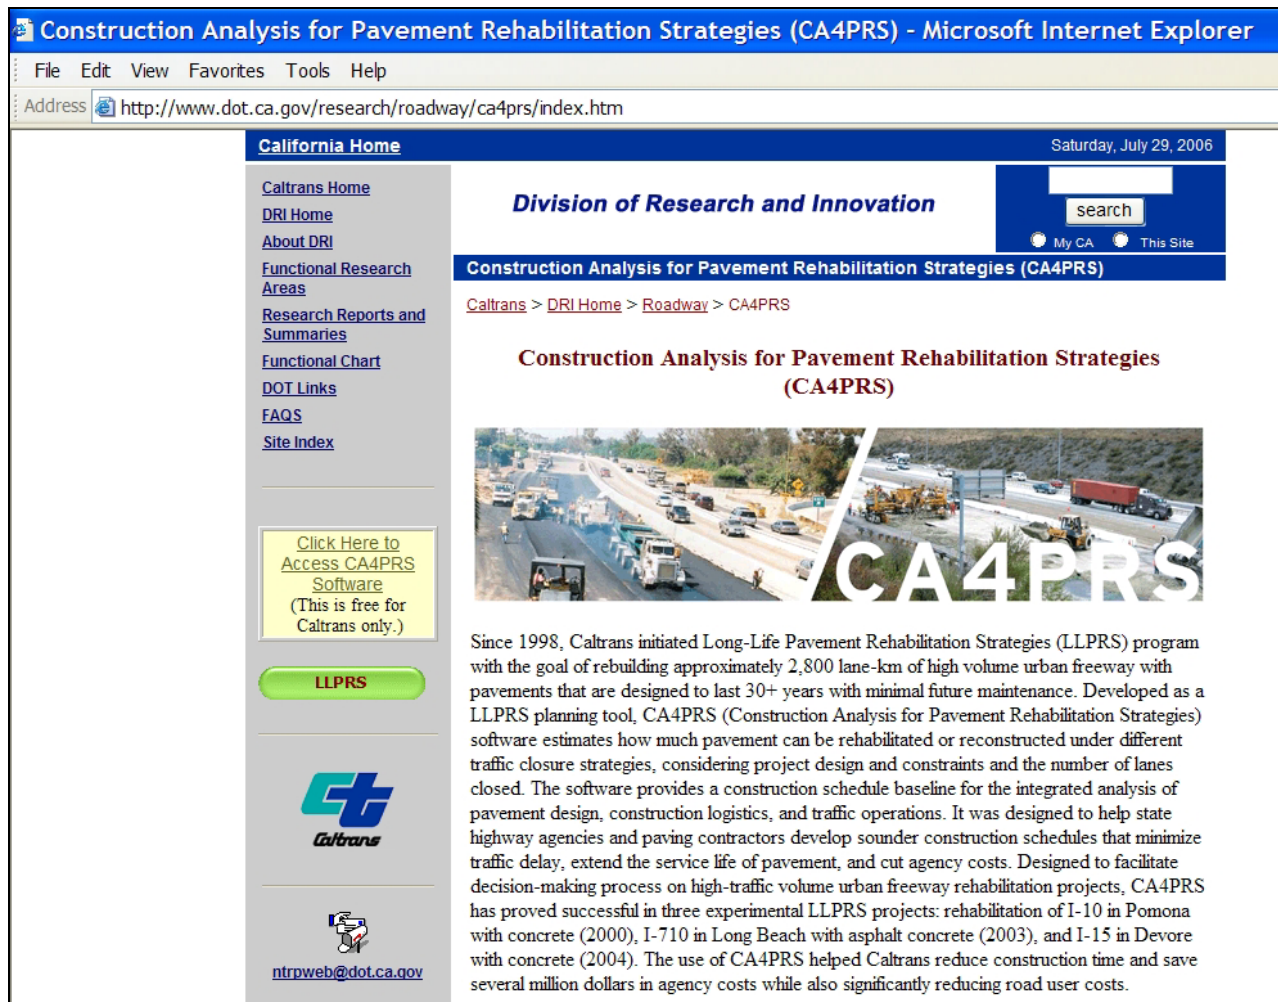 Construction Analysis for Pavement Rehabilitation Strategies (CA4PRS) - Microsoft Internet Explorer
File Edit View Favorites Tools Help
Address http://www.dot.ca.gov/research/roadway/ca4prs/index.htm
California Home
Saturday, July 29, 2006
Caltrans Home
DRI Home
About DRI
Functional Research
Areas
Research Reports and
Summaries
Functional Chart
DOT Links
FAQS
Site Index
Click Here to
Access CA4PRS
Software
(This is free for
Caltrans only.)
LLPRS
Caltrans
ntrpweb@dot.ca.gov
Division of Research and Innovation
search
My CA This Site
Construction Analysis for Pavement Rehabilitation Strategies (CA4PRS)
Caltrans > DRI Home > Roadway > CA4PRS
Construction Analysis for Pavement Rehabilitation Strategies
(CA4PRS)
CA4PRS
Since 1998, Caltrans initiated Long-Life Pavement Rehabilitation Strategies (LLPRS) program
with the goal of rebuilding approximately 2,800 lane-km of high volume urban freeway with
pavements that are designed to last 30+ years with minimal future maintenance. Developed as a
LLPRS planning tool, CA4PRS (Construction Analysis for Pavement Rehabilitation Strategies)
software estimates how much pavement can be rehabilitated or reconstructed under different
traffic closure strategies, considering project design and constraints and the number of lanes
closed. The software provides a construction schedule baseline for the integrated analysis of
pavement design, construction logistics, and traffic operations. It was designed to help state
highway agencies and paving contractors develop sounder construction schedules that minimize
traffic delay, extend the service life of pavement, and cut agency costs. Designed to facilitate
decision-making process on high-traffic volume urban freeway rehabilitation projects, CA4PRS
has proved successful in three experimental LLPRS projects: rehabilitation of I-10 in Pomona
with concrete (2000), I-710 in Long Beach with asphalt concrete (2003), and I-15 in Devore
with concrete (2004). The use of CA4PRS helped Caltrans reduce construction time and save
several million dollars in agency costs while also significantly reducing road user costs.